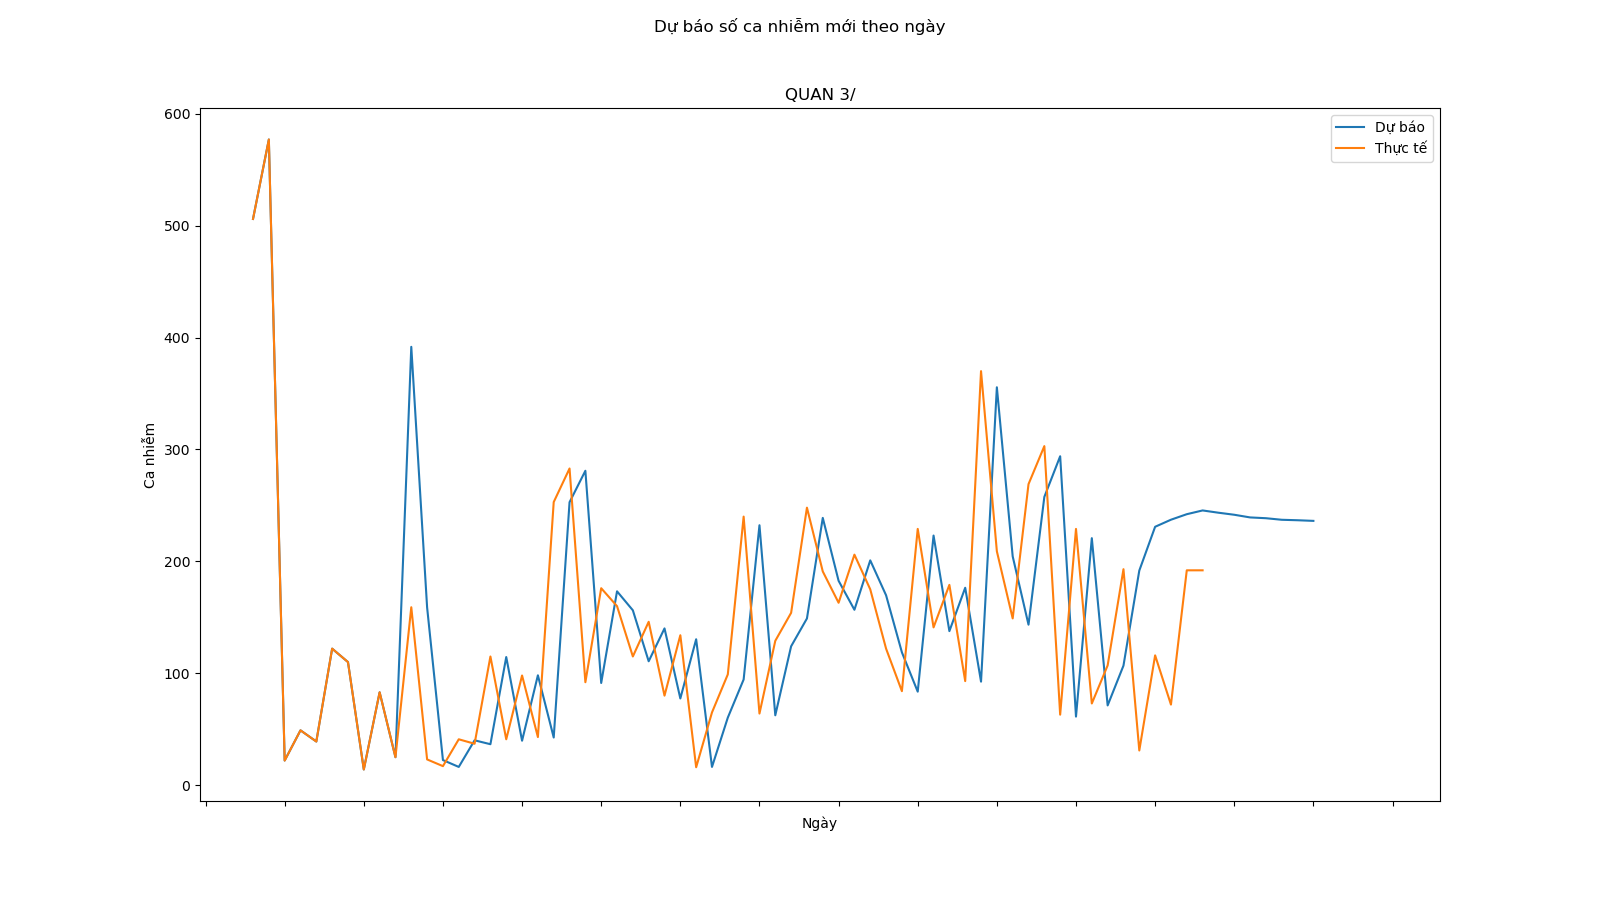 Dự báo số ca nhiễm mới theo ngày
QUAN 3/
600
500
400
300
200
100
0
Ca nhiễm
Ngày
Dự báo
Thực tế